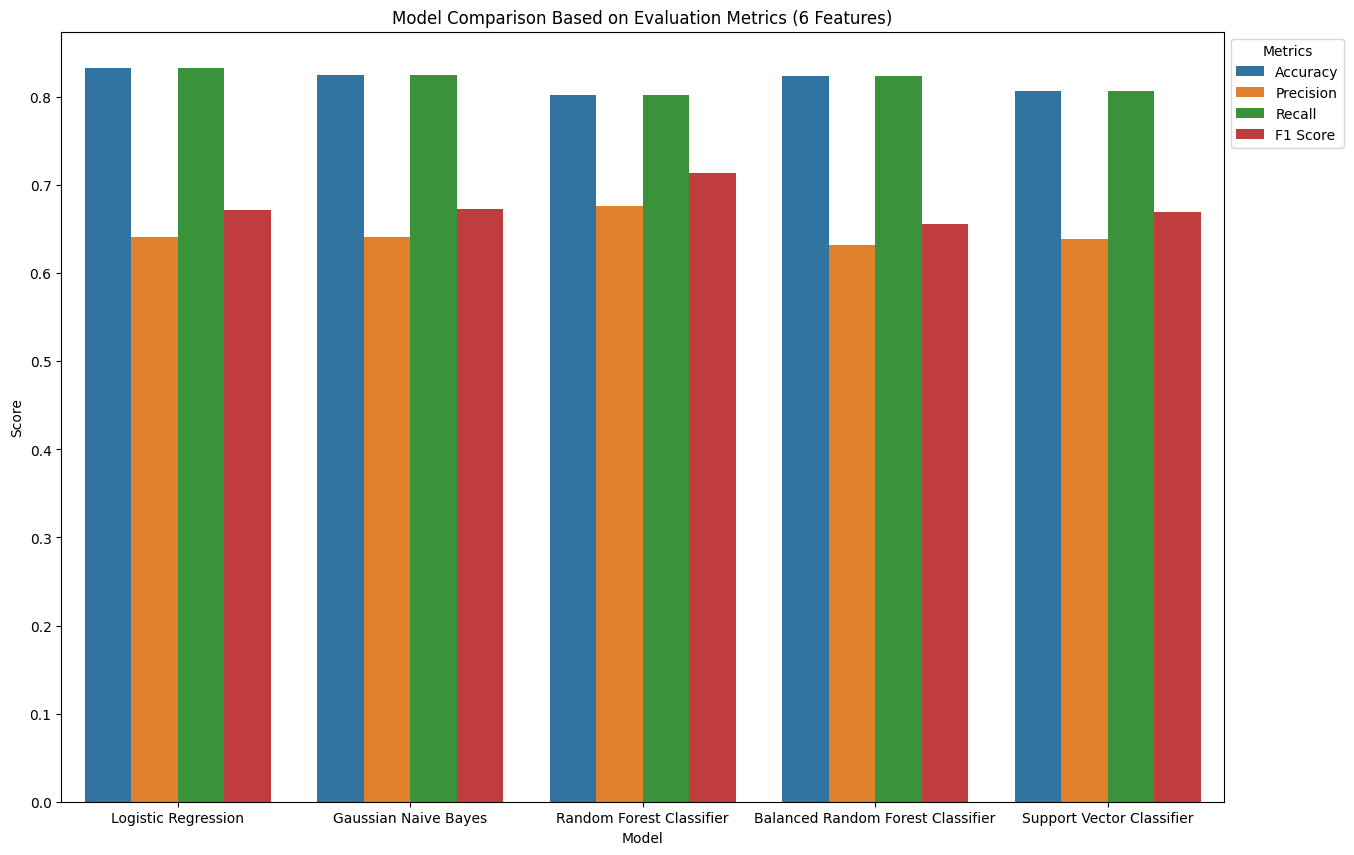 Model Comparison Based on Evaluation Metrics (6 Features)
Metrics
Accuracy
Precision
Recall
F1 Score
Score
0.8
0.7
0.6
0.5
0.4
0.3
0.2
0.1
0.0
Logistic Regression
Gaussian Naive Bayes
Random Forest Classifier
Balanced Random Forest Classifier
Support Vector Classifier
Model